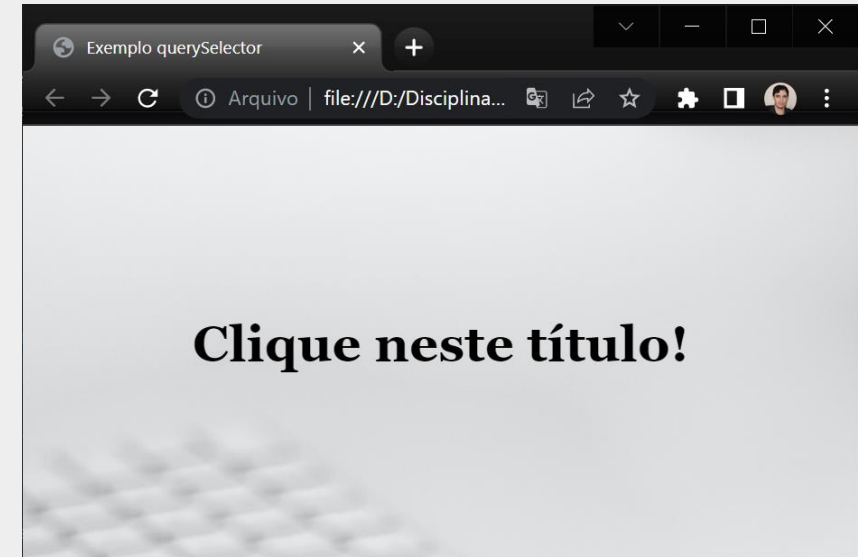 Exemplo querySelector
Arquivo | file:///D:/Disciplina...
Clique neste título!